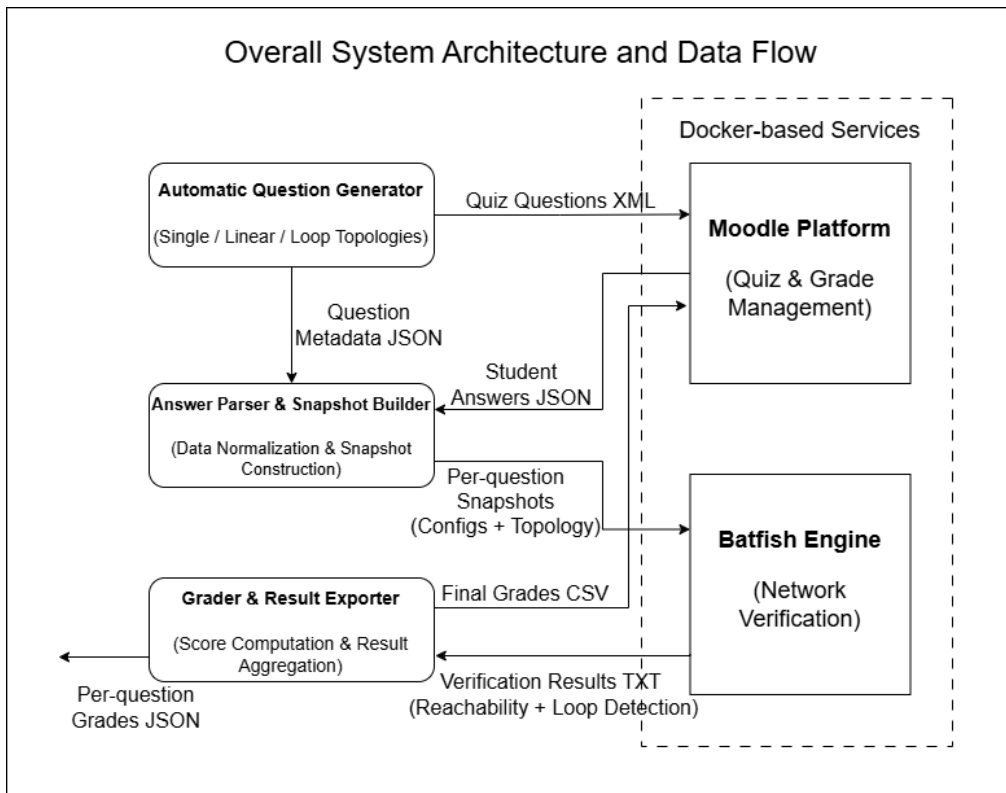 Overall System Architecture and Data Flow
Docker-based Services
Automatic Question Generator
(Single / Linear / Loop Topologies)
Quiz Questions XML
Moodle Platform
(Quiz & Grade
Management)
Question
Metadada JSON
Student
Answers JSON
Answer Parser & Snapshot Builder
(Data Normalization & Snapshot
Construction)
Per-question
Snapshots
(Configs + Topology)
Batfish Engine
(Network
Verification)
Grader & Result Exporter
(Score Computation & Result
Aggregation)
Final Grades CSV
Verification Results TXT
(Reachability + Loop Detection)
Per-question
Grades JSON